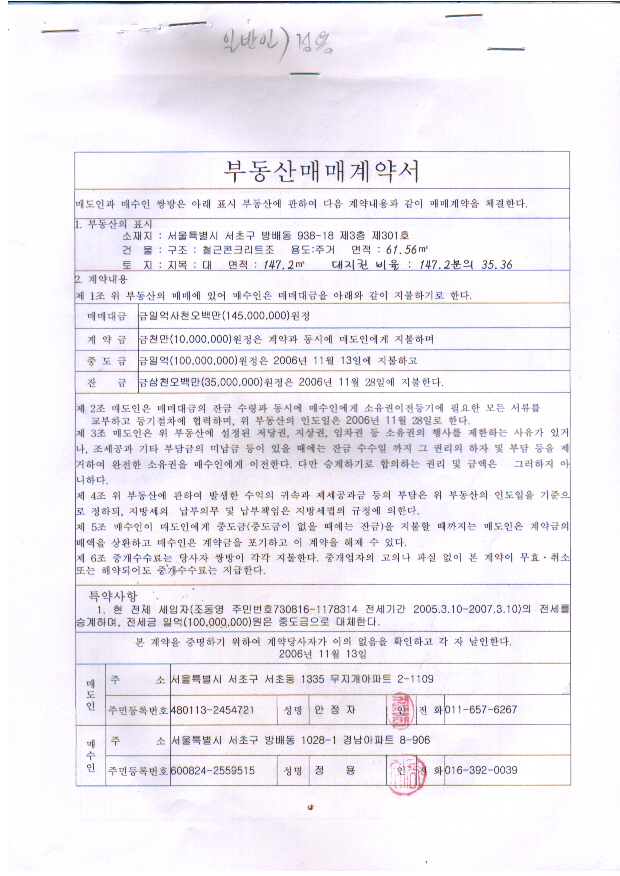 일반인) 정용
부동산매매계약서
매도인과 매수인 쌍방은 아래 표시 부동산에 관하여 다음 계약내용과 같이 매매계약을 체결한다.
1. 부동산의 표시
소재지 : 서울특별시 서초구 방배동 938-18 제3층 제301호
건 물 : 구조 : 철근콘크리트조 용도:주거 면적 : 61.56㎡
토 지 : 지목 : 대 면적 : 147.2㎡ 대지권 비율 : 147.2분의 35.36
2. 계약내용
제 1조 위 부동산의 매매에 있어 매수인은 매매대금을 아래와 같이 지불하기로 한다.
매매대금 금일억사천오백만(145,000,000)원정
계 약 금 금천만(10,000,000)원정은 계약과 동시에 매도인에게 지불하며
중 도 금 금일억(100,000,000)원정은 2006년 11월 13일에 지불하고
잔 금 금삼천오백만(35,000,000)원정은 2006년 11월 28일에 지불한다.
제 2조 매도인은 매매대금의 잔금 수령과 동시에 매수인에게 소유권이전등기에 필요한 모든 서류를
교부하고 등기절차에 협력하며, 위 부동산의 인도일은 2006년 11월 28일로 한다.
제 3조 매도인은 위 부동산에 설정된 저당권, 지상권, 임차권 등 소유권의 행사를 제한하는 사유가 있거
나, 조세공과 기타 부담금의 미납금 등이 있을 때에는 잔금 수수일 까지 그 권리의 하자 및 부담 등을 제
거하여 완전한 소유권을 매수인에게 이전한다. 다만 승계하기로 합의하는 권리 및 금액은 그러하지 아
니하다.
제 4조 위 부동산에 관하여 발생한 수익의 귀속과 제세공과금 등의 부담은 위 부동산의 인도일을 기준으
로 정하되, 지방세의 납부의무 및 납부책임은 지방세법의 규정에 의한다.
제 5조 매수인이 매도인에게 중도금(중도금이 없을 때에는 잔금)을 지불할 때까지는 매도인은 계약금의
배액을 상환하고 매수인은 계약금을 포기하고 이 계약을 해제 할 수 있다.
제 6조 중개수수료는 당사자 쌍방이 각각 지불한다. 중개업자의 고의나 과실 없이 본 계약이 무효·취소
또는 해약되어도 중개수수료는 지급한다.
특약사항
1. 현 전체 세입자(조동영 주민번호730816-1178314 전세기간 2005.3.10-2007.3.10)의 전세를
승계하며, 전세금 일억(100,000,000)원은 중도금으로 대체한다.
본 계약을 증명하기 위하여 계약당사자가 이의 없음을 확인하고 각 자 날인한다.
2006년 11월 13일
매도인 주 소 서울특별시 서초구 서초동 1335 무지개아파트 2-1109
주민등록번호 480113-2454721 성명 안 정 자 인 전 화 011-657-6267
매수인 주 소 서울특별시 서초구 방배동 1028-1 경남아파트 8-906
주민등록번호 600824-2559515 성명 정 용 인 전 화 016-392-0039